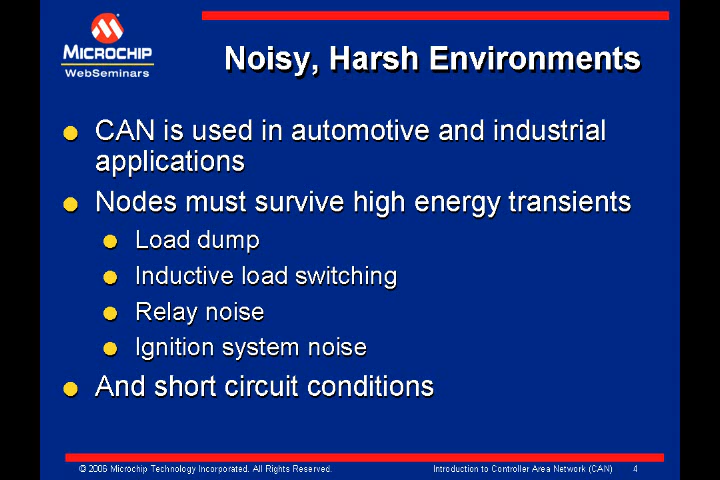 MICROCHIP
WebSeminars
Noisy, Harsh Environments
CAN is used in automotive and industrial
applications
Nodes must survive high energy transients
Load dump
Inductive load switching
Relay noise
Ignition system noise
And short circuit conditions
© 2006 Microchip Technology Incorporated. All Rights Reserved.
Introduction to Controller Area Network (CAN)
4